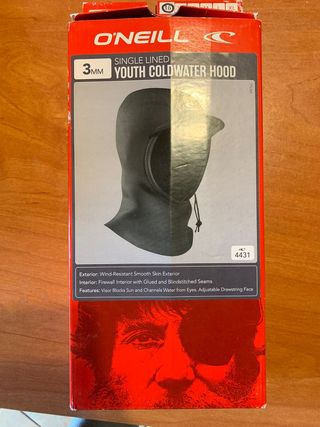 O'NEILL
3MM
SINGLE LINED
YOUTH COLDWATER HOOD
4431
Exterior: Wind-Resistant Smooth Skin Exterior
Interior: Firewall Interior with Glued and Blindstitched Seams
Features: Visor Blocks Sun and Channels Water from Eyes, Adjustable Drawstring Face